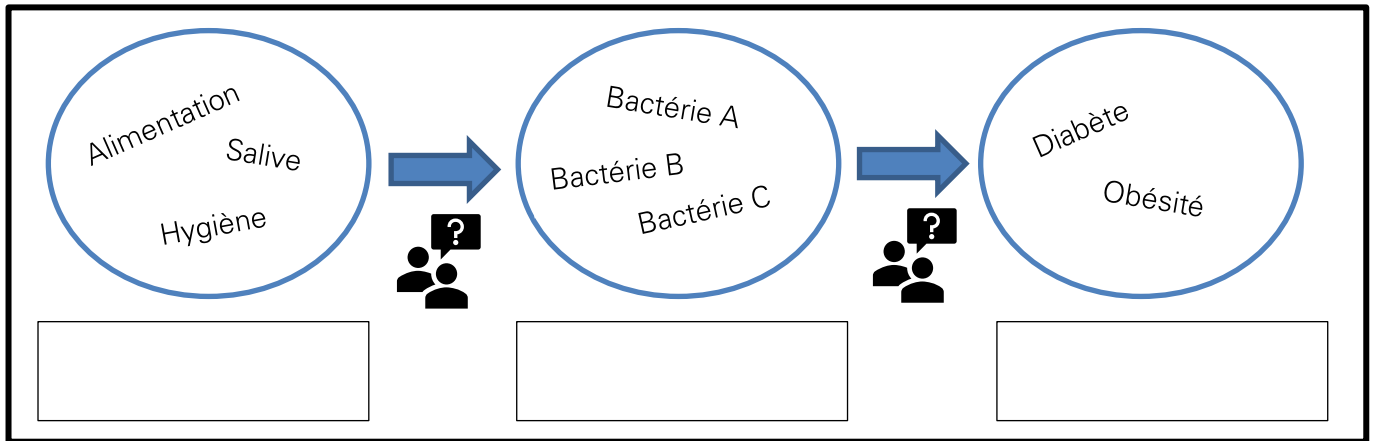 Alimentation
Salive
Hygiène
?
Bactérie A
Bactérie B
Bactérie C
?
Diabète
Obésité